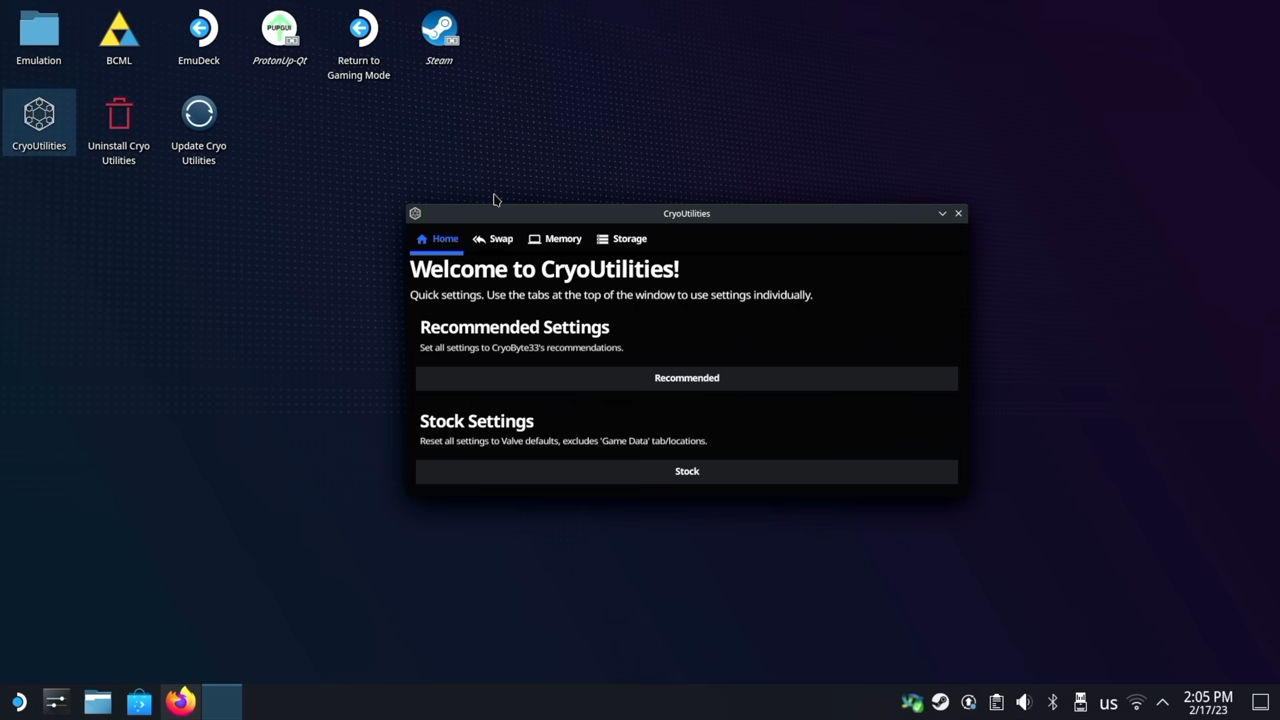 Emulation
BCML
EmuDeck
PUPGUI
ProtonUp-Qt
Return to
Gaming Mode
Steam
CryoUtilities
Uninstall Cryo
Utilities
Update Cryo
Utilities
CryoUtilities
Home Swap Memory Storage
Welcome to CryoUtilities!
Quick settings. Use the tabs at the top of the window to use settings individually.
Recommended Settings
Set all settings to CryoByte33's recommendations.
Recommended
Stock Settings
Reset all settings to Valve defaults, excludes 'Game Data' tab/locations.
Stock
us
2:05 PM
2/17/23